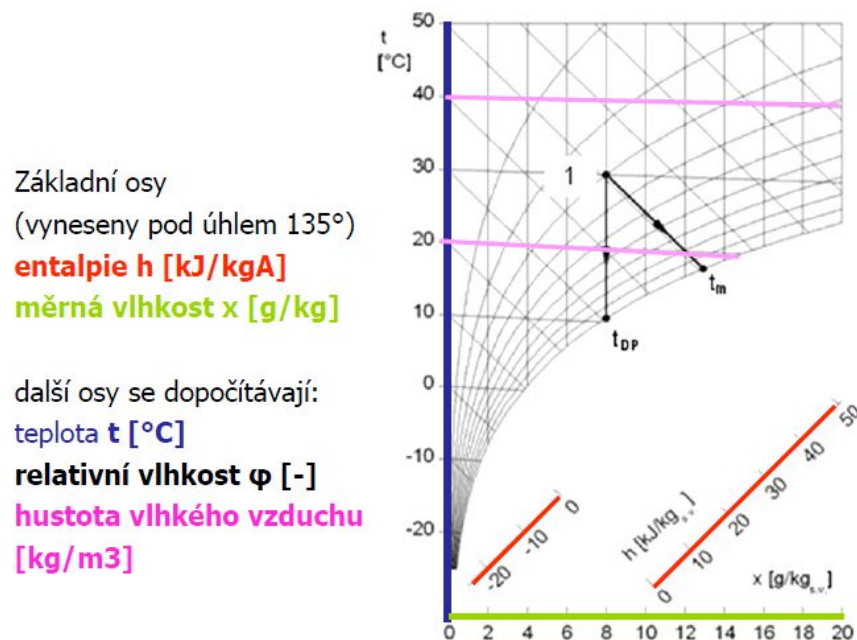 Základní osy
(vyneseny pod úhlem 135°)
entalpie h [kJ/kgA]
měrná vlhkost x [g/kg]
další osy se dopočítávají:
teplota t [°C]
relativní vlhkost φ [-]
hustota vlhkého vzduchu
[kg/m3]
t
[°C]
50
40
30
20
10
0
-10
-20
1
tm
tDP
-20
-10
0
h [kJ/kgs.v.]
0
10
20
30
40
50
x [g/kgs.v.]
0 2 4 6 8 10 12 14 16 18 20